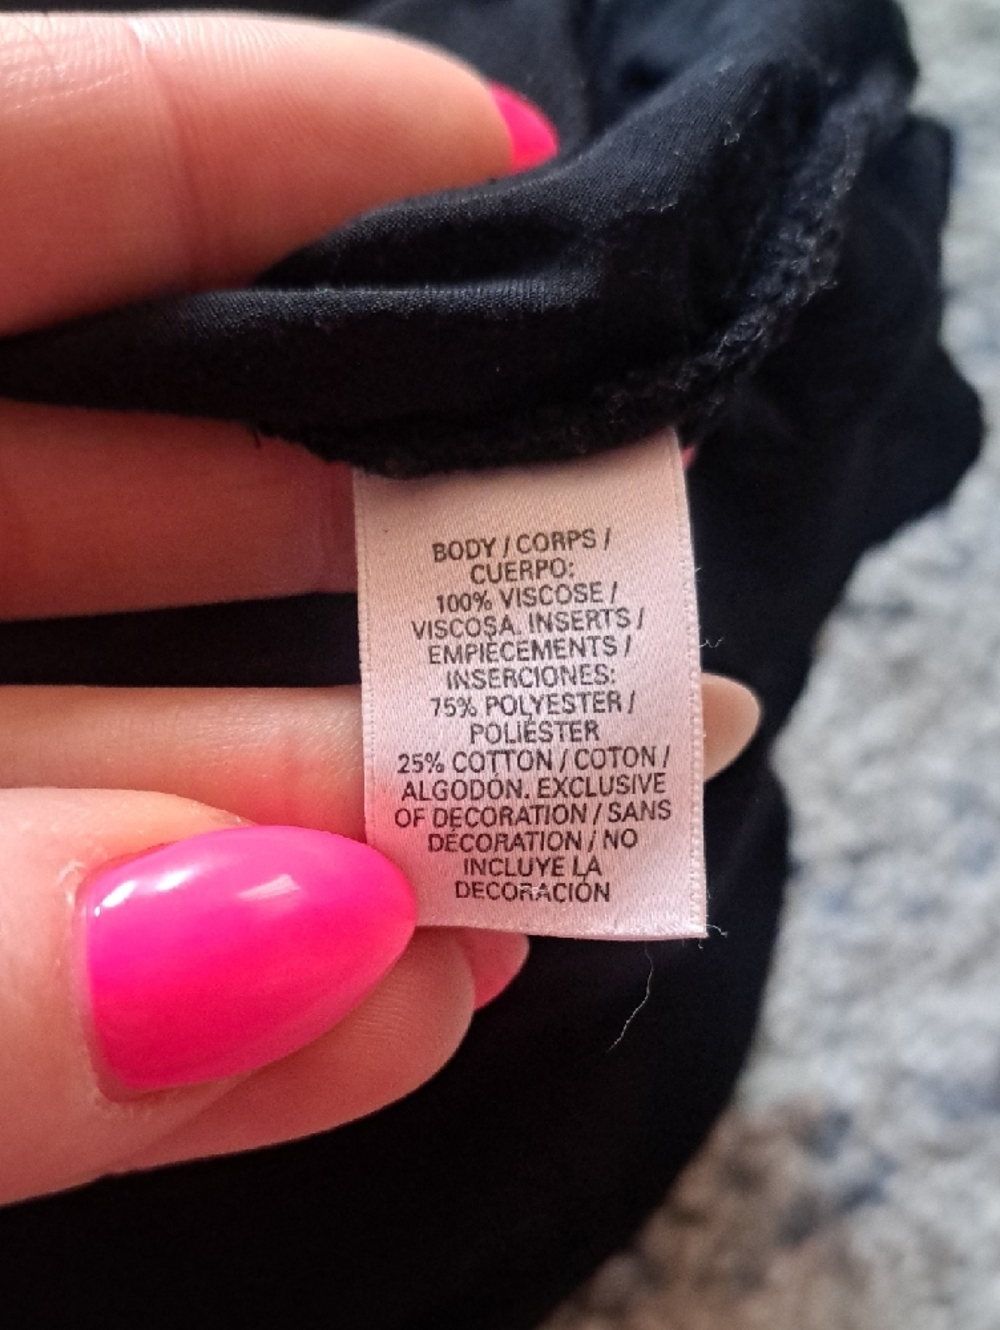 BODY / CORPS /
CUERPO:
100% VISCOSE /
VISCOSA. INSERTS /
EMPIÈCEMENTS /
INSERCIONES:
75% POLYESTER /
POLIÉSTER
25% COTTON / COTON /
ALGODÓN. EXCLUSIVE
OF DECORATION / SANS
DÉCORATION / NO
INCLUYE LA
DECORACIÓN